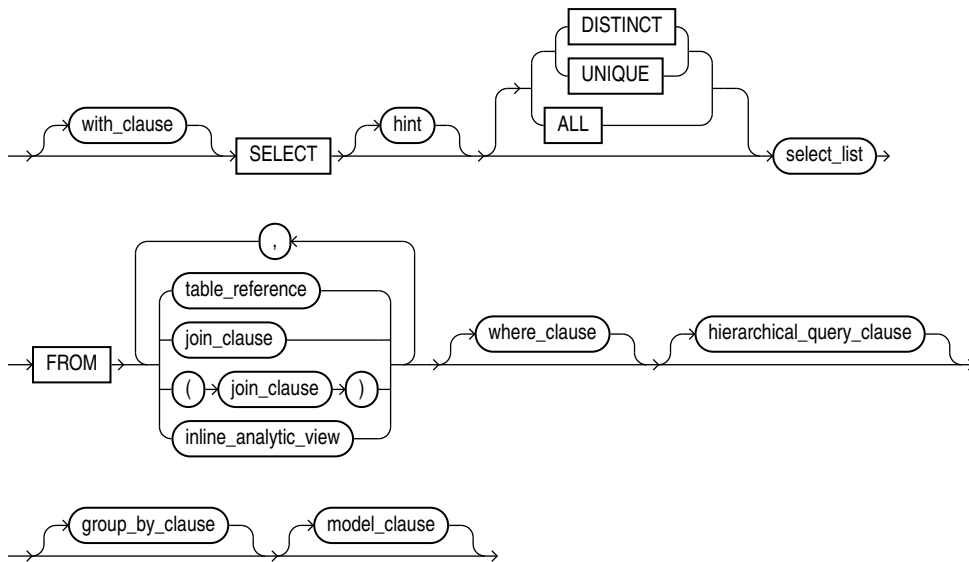 DISTINCT
UNIQUE
ALL
with_clause
SELECT
hint
select_list
,
table_reference
join_clause
( join_clause )
inline_analytic_view
FROM
where_clause
hierarchical_query_clause
group_by_clause
model_clause